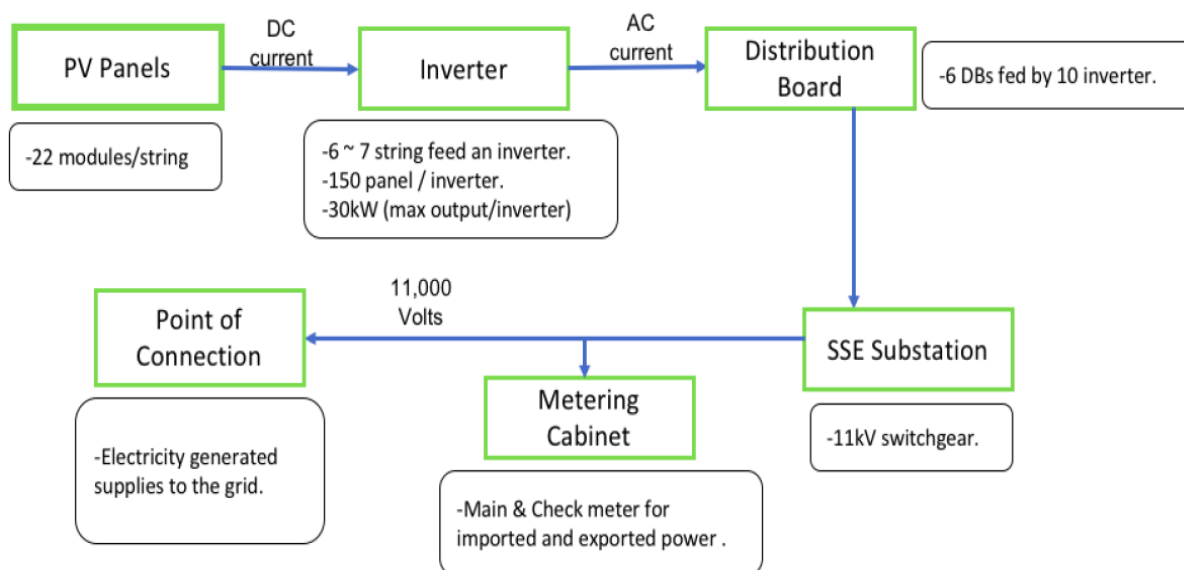 PV Panels
DC
current
Inverter
AC
current
Distribution
Board
-6 DBs fed by 10 inverter.
-22 modules/string
-6 ~ 7 string feed an inverter.
-150 panel / inverter.
-30kW (max output/inverter)
11,000
Volts
Point of
Connection
SSE Substation
Metering
Cabinet
-11kV switchgear.
-Electricity generated
supplies to the grid.
-Main & Check meter for
imported and exported power .